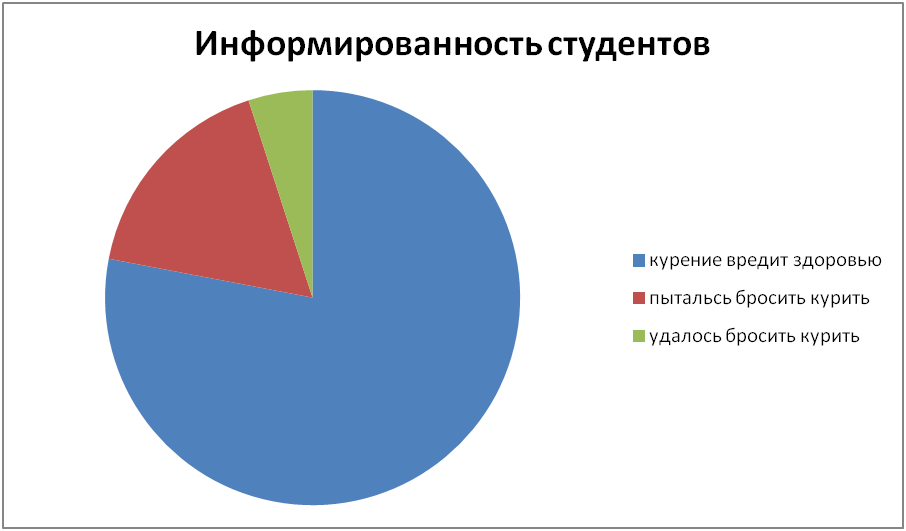 Информированность студентов
курение вредит здоровью
пытальсь бросить курить
удалось бросить курить